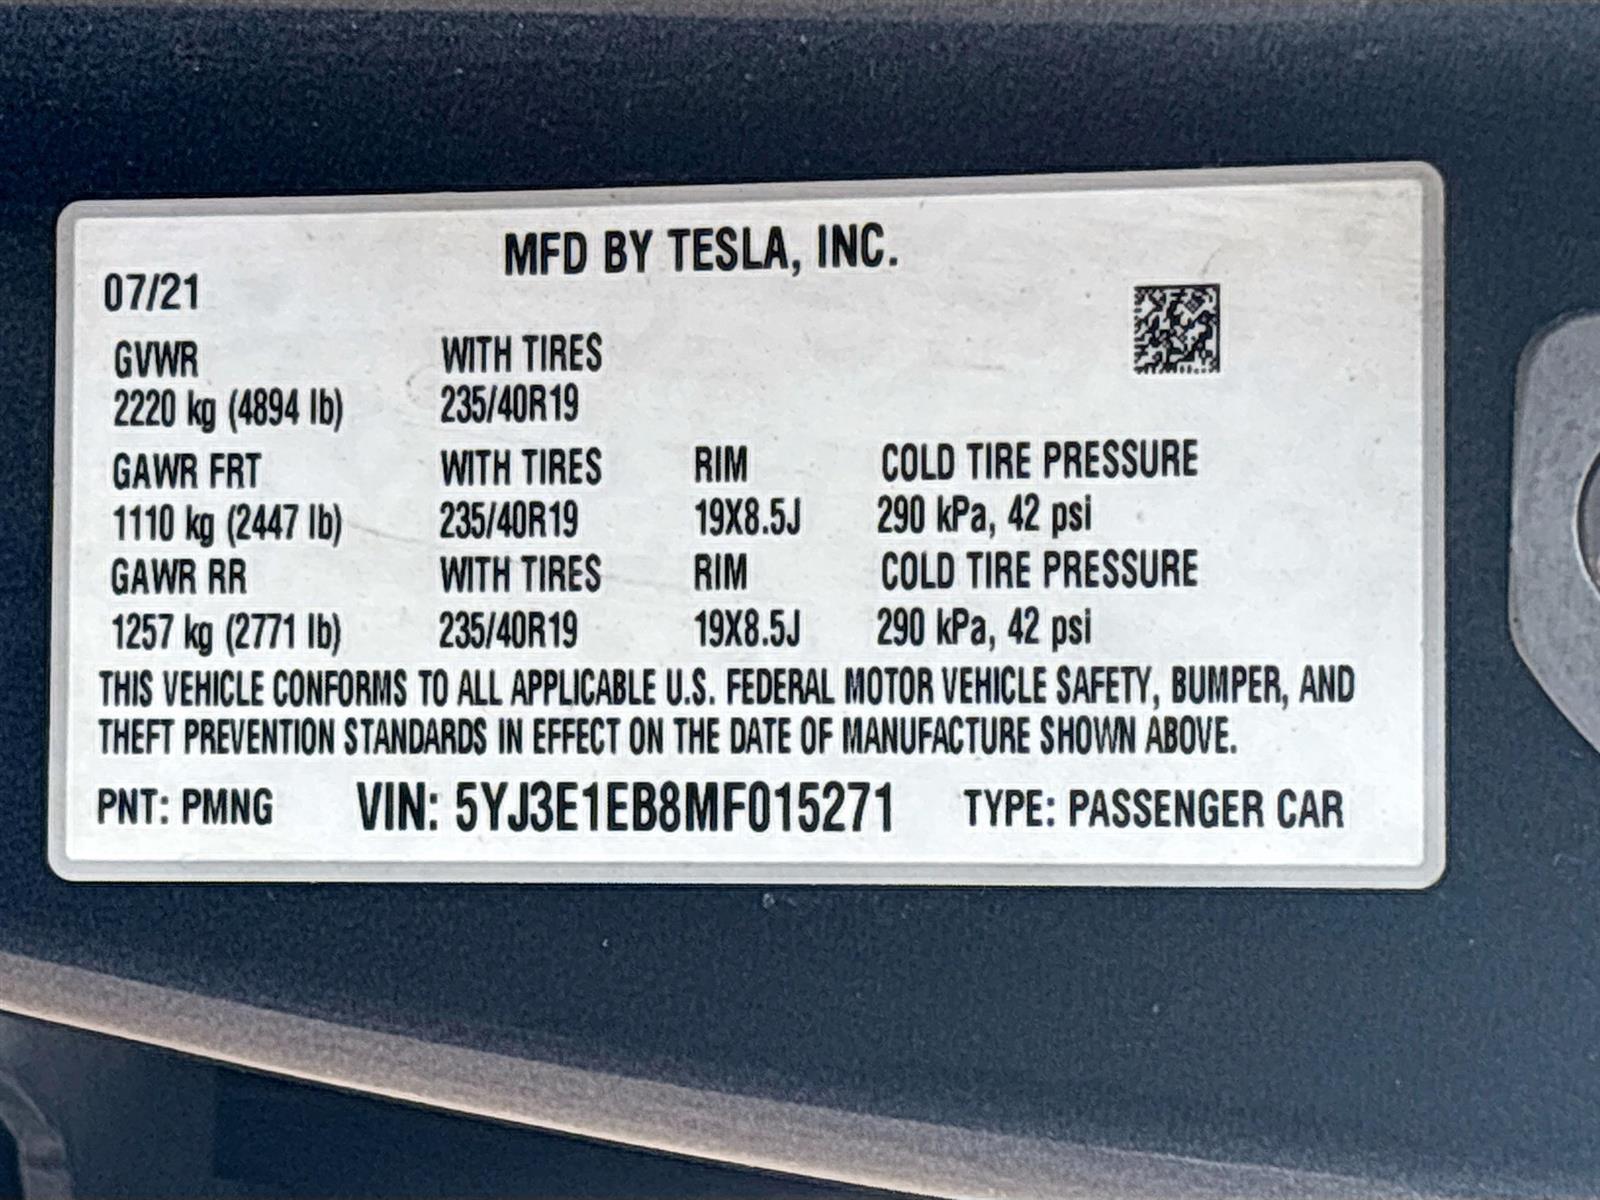 MFD BY TESLA, INC.
07/21
GVWR WITH TIRES
2220 kg (4894 lb) 235/40R19
GAWR FRT WITH TIRES RIM COLD TIRE PRESSURE
1110 kg (2447 lb) 235/40R19 19X8.5J 290 kPa, 42 psi
GAWR RR WITH TIRES RIM COLD TIRE PRESSURE
1257 kg (2771 lb) 235/40R19 19X8.5J 290 kPa, 42 psi
THIS VEHICLE CONFORMS TO ALL APPLICABLE U.S. FEDERAL MOTOR VEHICLE SAFETY, BUMPER, AND
THEFT PREVENTION STANDARDS IN EFFECT ON THE DATE OF MANUFACTURE SHOWN ABOVE.
PNT: PMNG VIN: 5YJ3E1EB8MF015271 TYPE: PASSENGER CAR